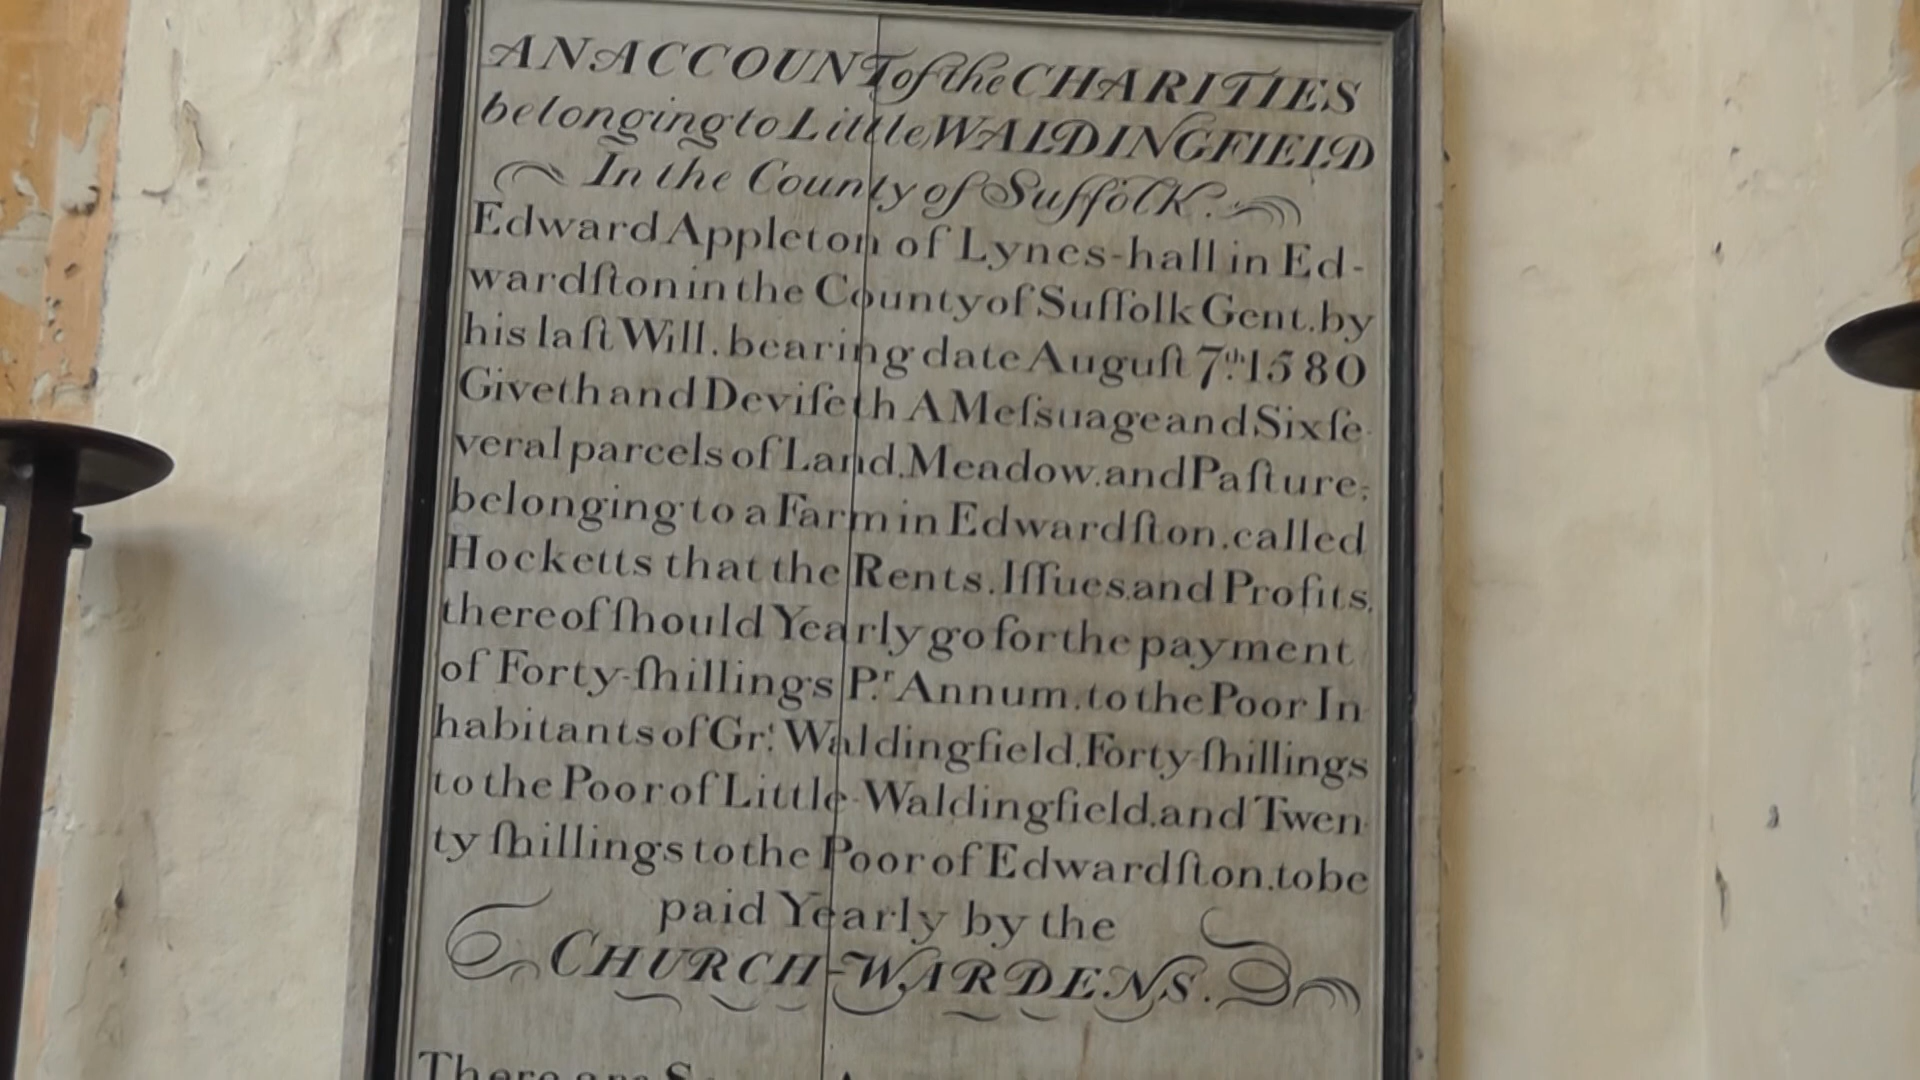 AN ACCOUNT of the CHARITIES
belonging to Little WALDINGFIELD
In the County of Suffolk.
Edward Appleton of Lynes-hall in Ed-
wardſton in the County of Suffolk Gent. by
his laſt Will. bearing date Auguſt 7.th 1580
Giveth and Deviſeth A Meſsuage and Six ſe-
veral parcels of Land. Meadow. and Paſture;
belonging to a Farm in Edwardſton. called
Hocketts that the Rents. Iſſues. and Profits,
thereof ſhould Yearly go for the payment
of Forty-ſhillings P.r Annum. to the Poor In-
habitants of Gr.t Waldingfield, Forty-ſhillings
to the Poor of Little-Waldingfield. and Twen-
ty ſhillings to the Poor of Edwardſton. to be
paid Yearly by the
CHURCH-WARDENS.
There are